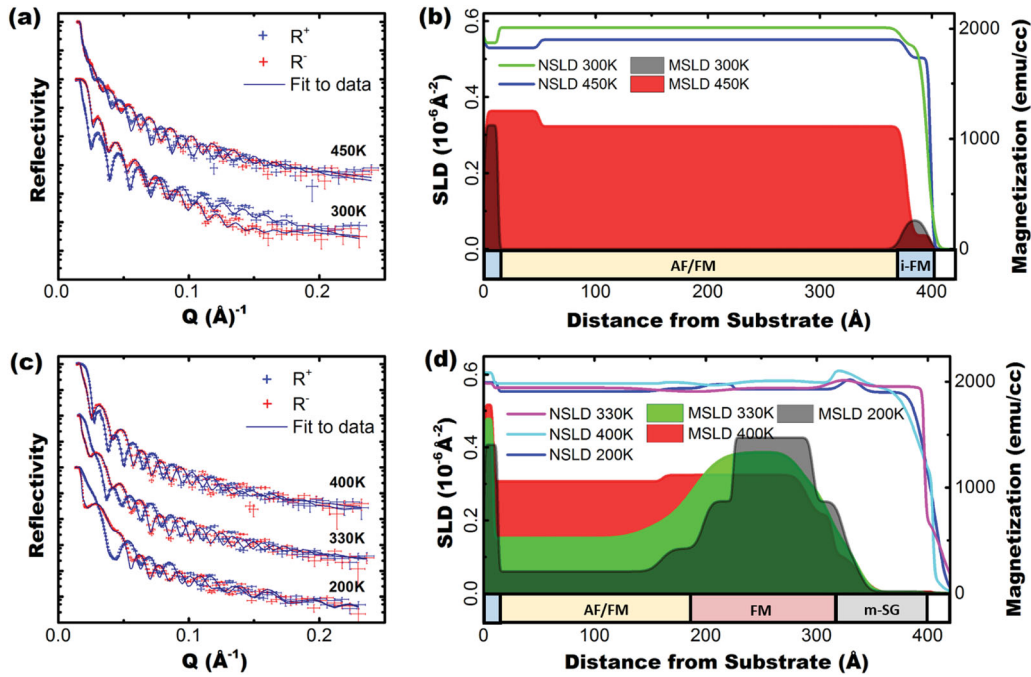 (a)
R+
R-
Fit to data
450K
300K
Reflectivity
0.0 0.1 0.2
Q (Å)-1
(b)
0.6
0.4
0.2
0.0
SLD (10-6Å-2)
NSLD 300K
NSLD 450K
MSLD 300K
MSLD 450K
2000
1000
0
Magnetization (emu/cc)
AF/FM
i-FM
0 100 200 300 400
Distance from Substrate (Å)
(c)
R+
R-
Fit to data
400K
330K
200K
Reflectivity
0.0 0.1 0.2
Q (Å-1)
(d)
0.6
0.4
0.2
0.0
SLD (10-6Å-2)
NSLD 330K
NSLD 400K
NSLD 200K
MSLD 330K
MSLD 400K
MSLD 200K
2000
1000
0
Magnetization (emu/cc)
AF/FM
FM
m-SG
0 100 200 300 400
Distance from Substrate (Å)